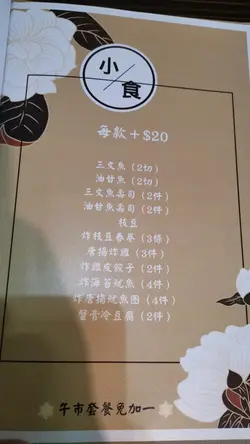 小食
每款+$20
三文魚(2切)
油甘魚(2切)
三文魚壽司(2件)
油甘魚壽司(2件)
枝豆
炸枝豆春卷(3條)
唐揚炸雞(3件)
炸雞皮餃子(2件)
炸海苔魷魚(4件)
炸唐揚魷魚圈(4件)
蟹膏冷豆腐(2件)
午市套餐免加一